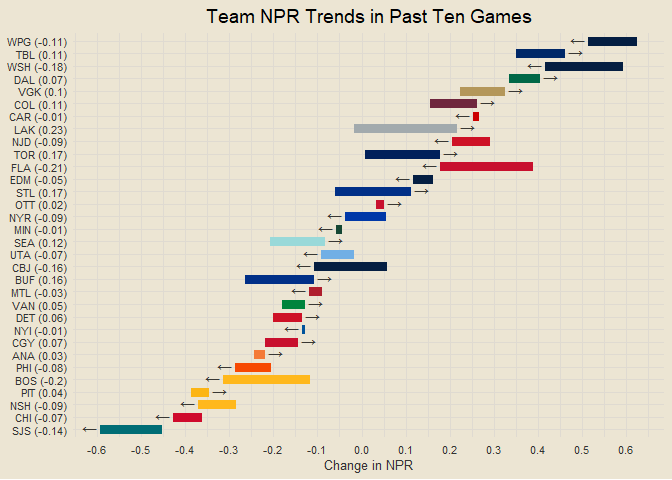 Team NPR Trends in Past Ten Games
WPG (-0.11)
TBL (0.11)
WSH (-0.18)
DAL (0.07)
VGK (0.1)
COL (0.11)
CAR (-0.01)
LAK (0.23)
NJD (-0.09)
TOR (0.17)
FLA (-0.21)
EDM (-0.05)
STL (0.17)
OTT (0.02)
NYR (-0.09)
MIN (-0.01)
SEA (0.12)
UTA (-0.07)
CBJ (-0.16)
BUF (0.16)
MTL (-0.03)
VAN (0.05)
DET (0.06)
NYI (-0.01)
CGY (0.07)
ANA (0.03)
PHI (-0.08)
BOS (-0.2)
PIT (0.04)
NSH (-0.09)
CHI (-0.07)
SJS (-0.14)
-0.6 -0.5 -0.4 -0.3 -0.2 -0.1 0.0 0.1 0.2 0.3 0.4 0.5 0.6
Change in NPR